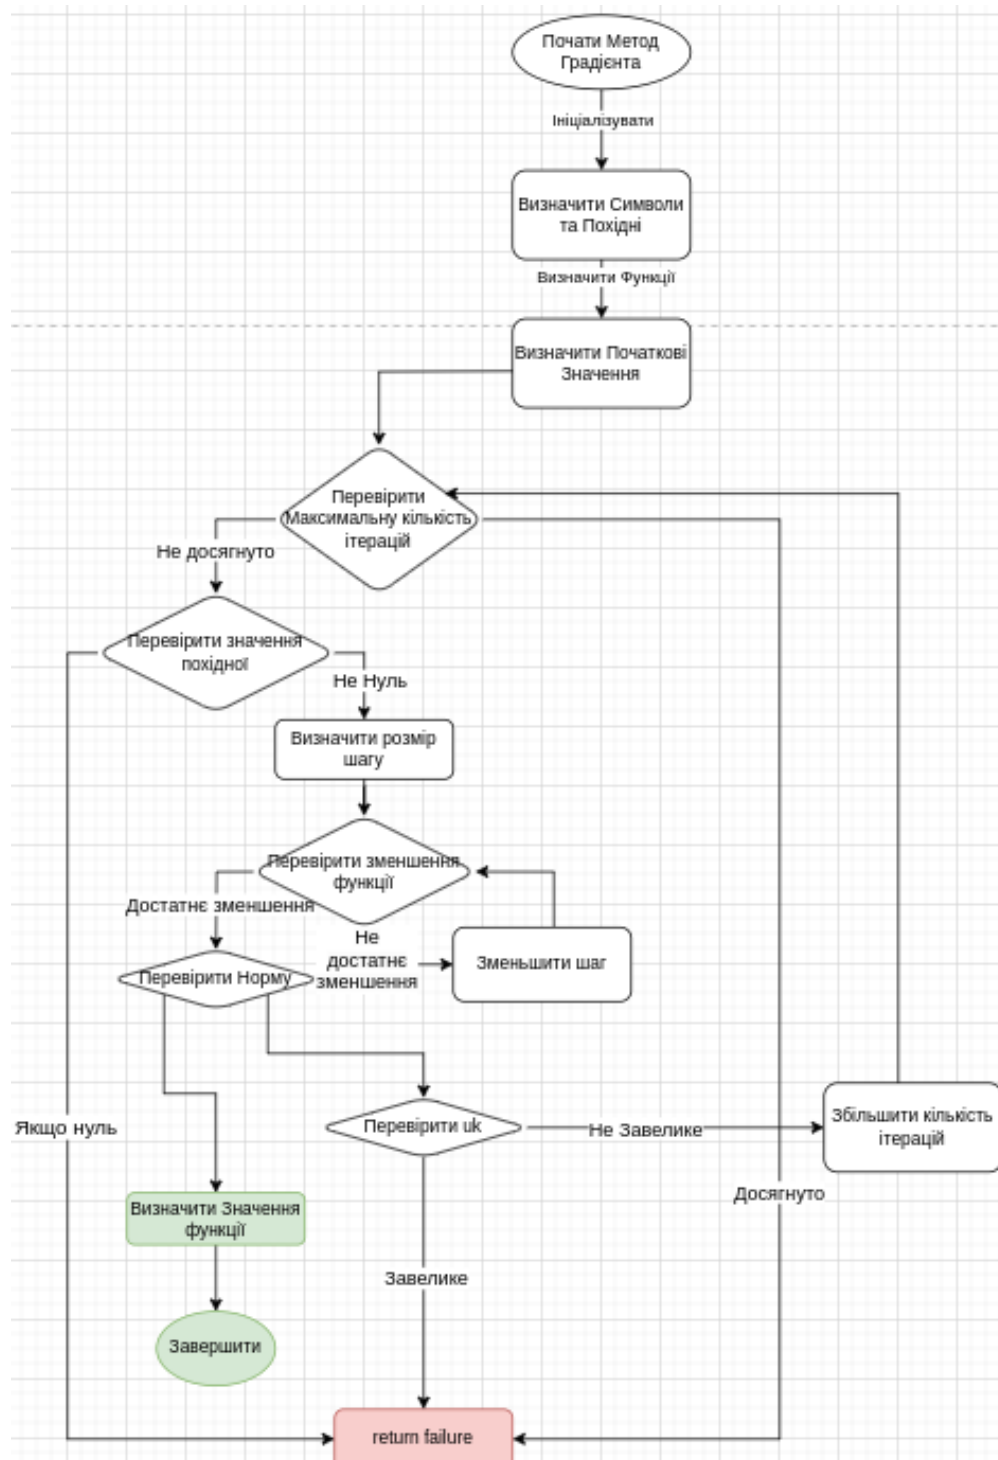 Почати Метод
Градієнта
Ініціалізувати
Визначити Символи
та Похідні
Визначити Функції
Визначити Початкові
Значення
Перевірити
Максимальну кількість
ітерацій
Не досягнуто
Перевірити значення
похідної
Не Нуль
Визначити розмір
шагу
Перевірити зменшення
функції
Достатнє зменшення
Не
достатнє
зменшення
Зменьшити шаг
Перевірити Норму
Перевірити uk
Не Завелике
Збільшити кількість
ітерацій
Якщо нуль
Досягнуто
Визначити Значення
функції
Завелике
Завершити
return failure